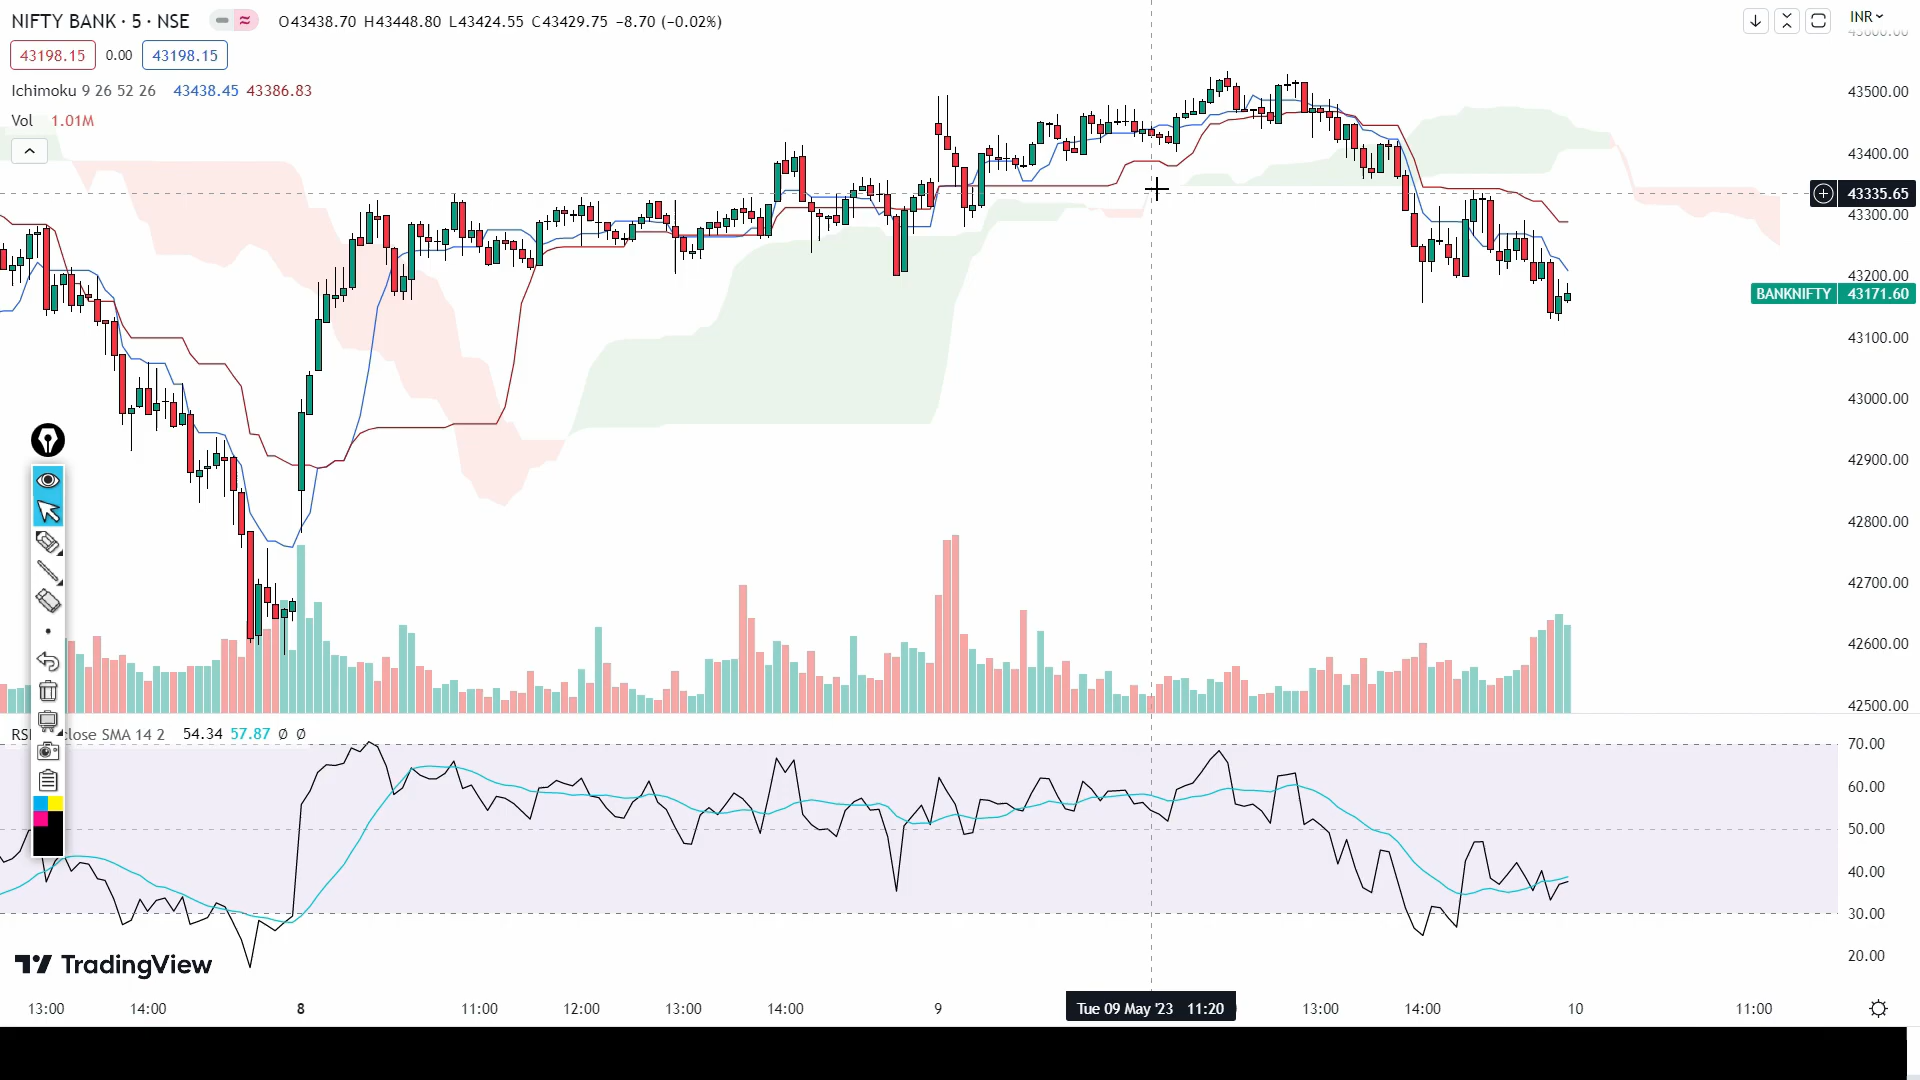 NIFTY BANK · 5 · NSE O43438.70 H43448.80 L43424.55 C43429.75 −8.70 (−0.02%)
INR
43198.15 0.00 43198.15
Ichimoku 9 26 52 26 43438.45 43386.83
Vol 1.01M
43600.00
43500.00
43400.00
43335.65
43300.00
43200.00
BANKNIFTY 43171.60
43100.00
43000.00
42900.00
42800.00
42700.00
42600.00
42500.00
close SMA 14 2 54.34 57.87 Ø Ø
70.00
60.00
50.00
40.00
30.00
20.00
TradingView
13:00 14:00 8 11:00 12:00 13:00 14:00 9 Tue 09 May '23 11:20 13:00 14:00 10 11:00